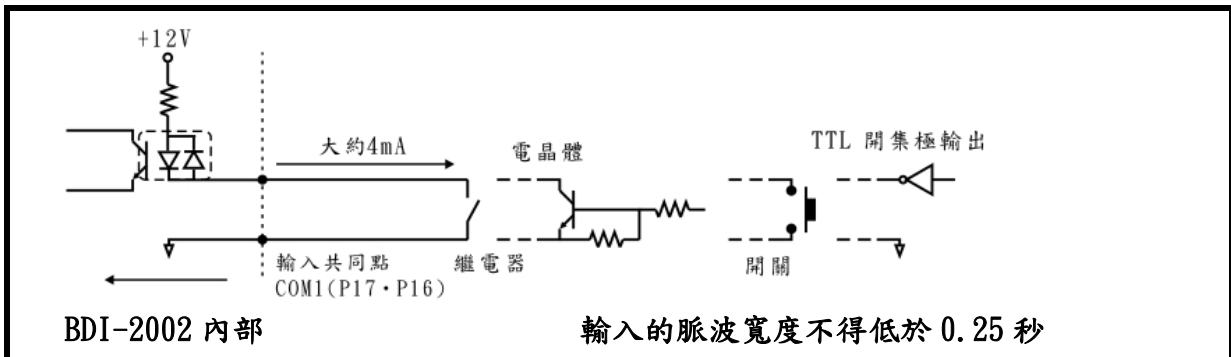 +12V
大約4mA
電晶體
TTL 開集極輸出
輸入共同點
COM1(P17·P16)
繼電器
開關
BDI-2002 內部
輸入的脈波寬度不得低於 0.25 秒